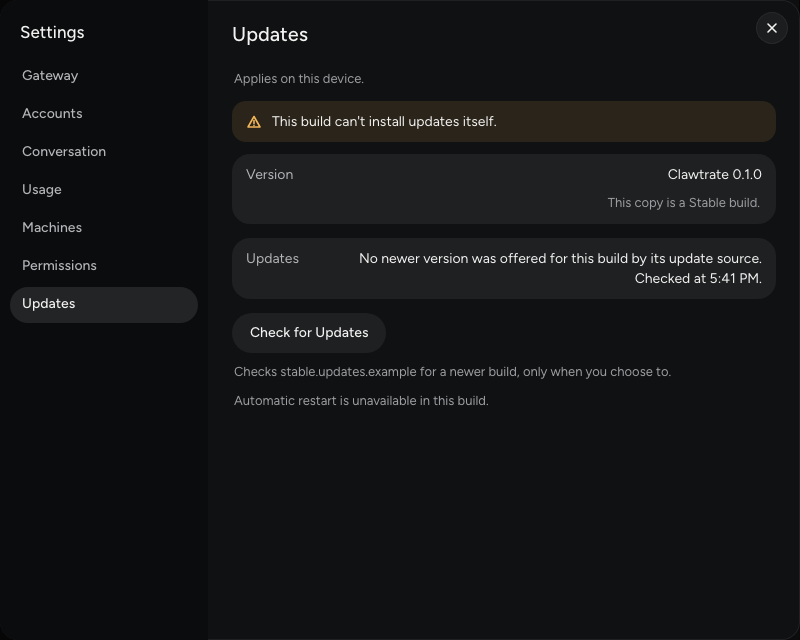 Settings
Gateway
Accounts
Conversation
Usage
Machines
Permissions
Updates
Updates
Applies on this device.
This build can't install updates itself.
Version
Clawtrate 0.1.0
This copy is a Stable build.
Updates
No newer version was offered for this build by its update source.
Checked at 5:41 PM.
Check for Updates
Checks stable.updates.example for a newer build, only when you choose to.
Automatic restart is unavailable in this build.